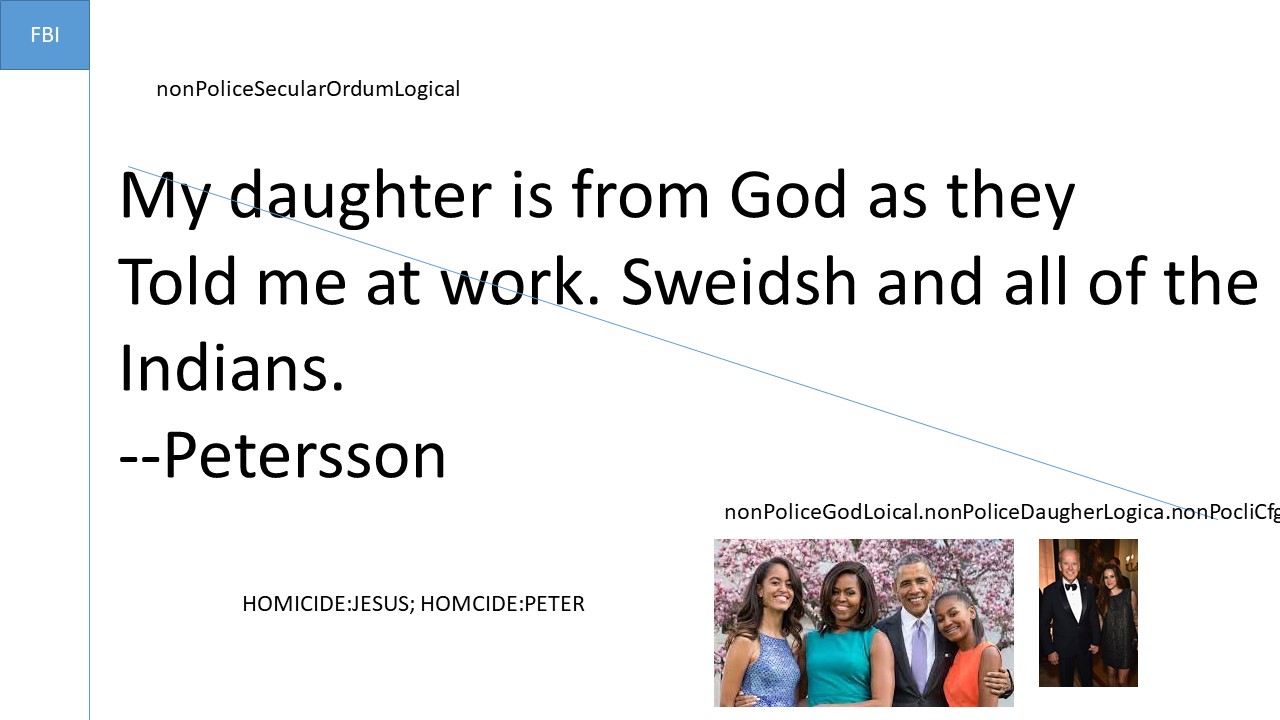 FBI
nonPoliceSecularOrdumLogical
My daughter is from God as they
Told me at work. Sweidsh and all of the
Indians.
--Petersson
nonPoliceGodLoical.nonPoliceDaugherLogica.nonPocliCfg
HOMICIDE:JESUS; HOMCIDE:PETER